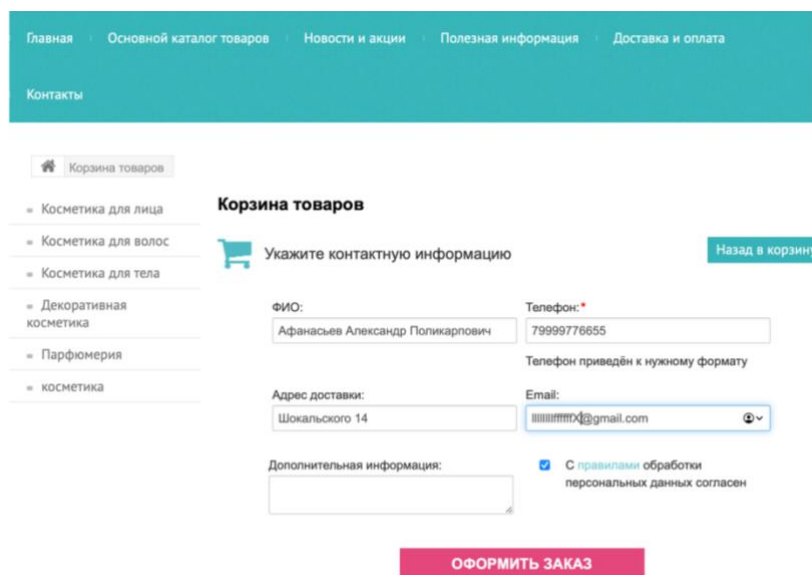 Главная
Основной каталог товаров
Новости и акции
Полезная информация
Доставка и оплата
Контакты
Корзина товаров
Косметика для лица
Косметика для волос
Косметика для тела
Декоративная
косметика
Парфюмерия
косметика
Корзина товаров
Укажите контактную информацию
Назад в корзину
ФИО:
Афанасьев Александр Поликарпович
Телефон:*
79999776655
Телефон приведён к нужному формату
Адрес доставки:
Шокальского 14
Email:
@gmail.com
Дополнительная информация:
С правилами обработки
персональных данных согласен
ОФОРМИТЬ ЗАКАЗ